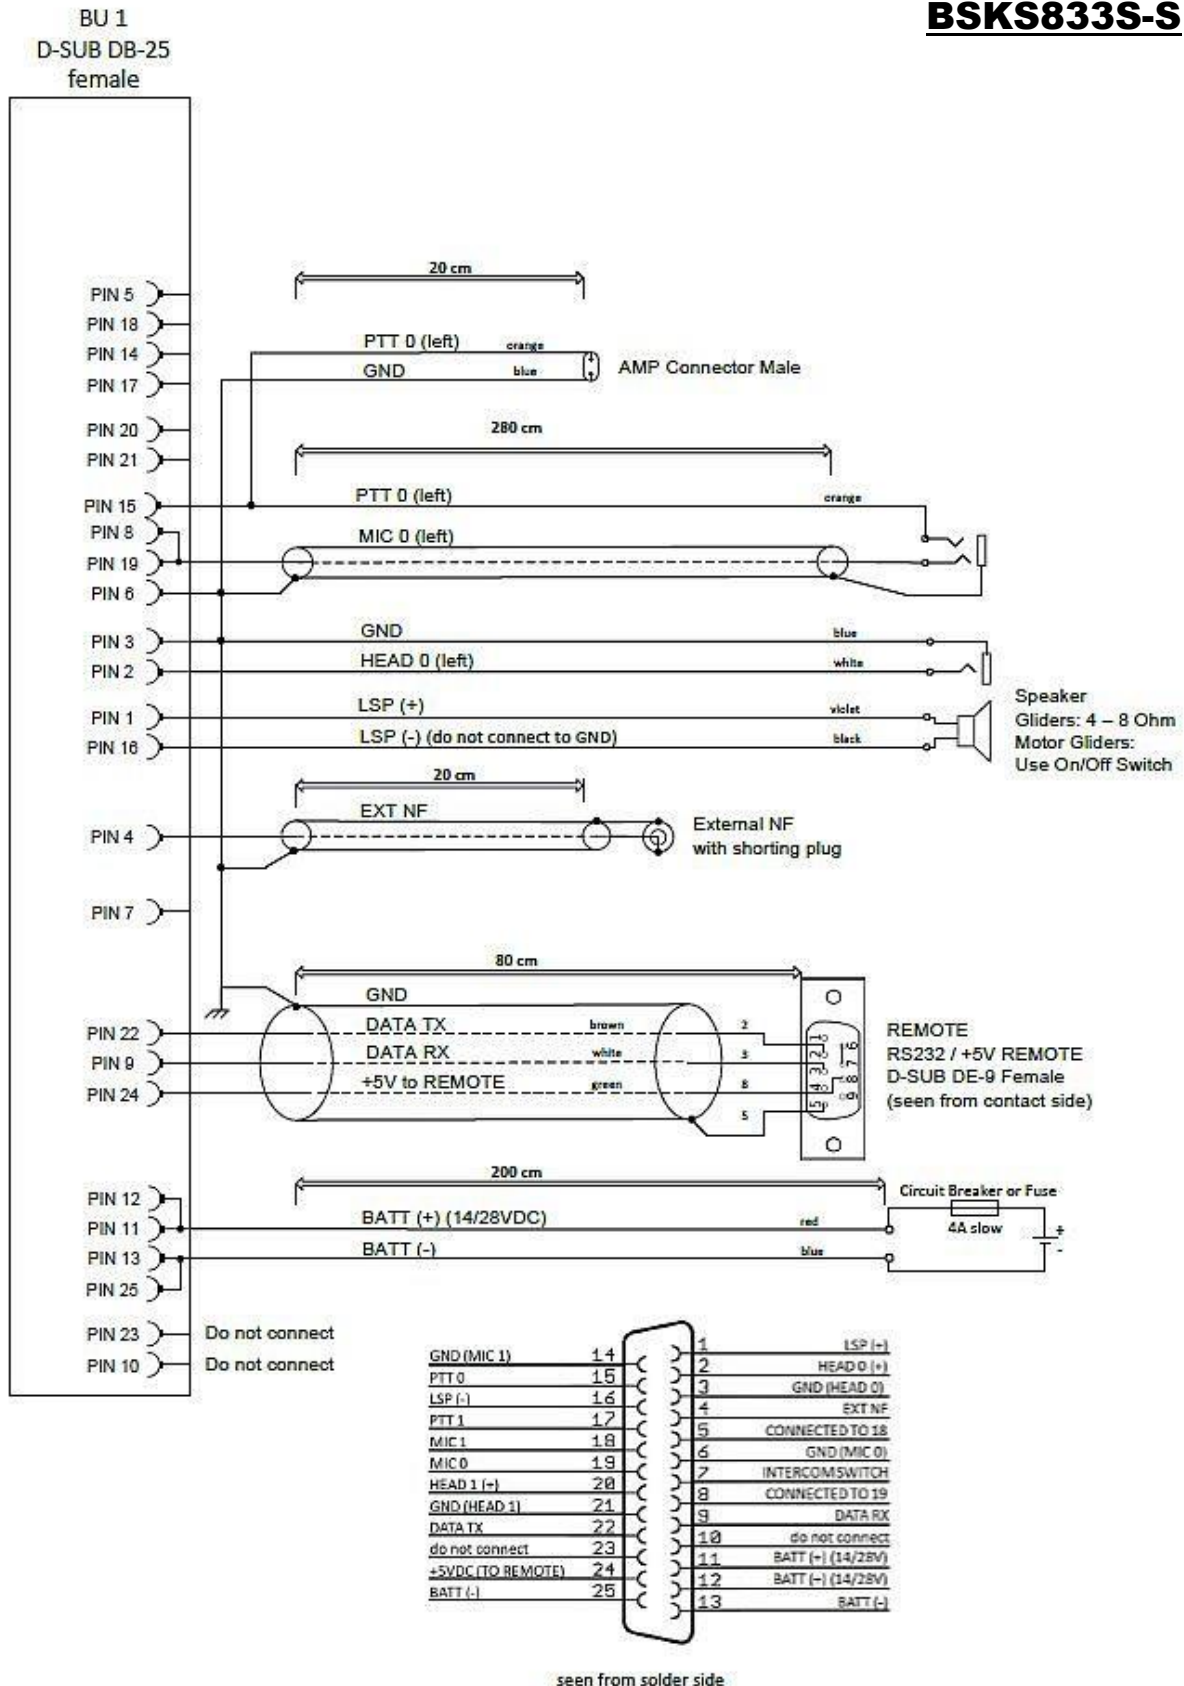 BSKS833S-S
BU 1
D-SUB DB-25
female
20 cm
PIN 5
PIN 18
PIN 14
PIN 17
PTT 0 (left)
orange
GND
blue
AMP Connector Male
PIN 20
PIN 21
280 cm
PIN 15
PTT 0 (left)
orange
PIN 8
MIC 0 (left)
PIN 19
PIN 6
PIN 3
GND
blue
PIN 2
HEAD 0 (left)
white
PIN 1
LSP (+)
violet
PIN 16
LSP (-) (do not connect to GND)
black
Speaker
Gliders: 4 – 8 Ohm
Motor Gliders:
Use On/Off Switch
20 cm
EXT NF
PIN 4
External NF
with shorting plug
PIN 7
80 cm
GND
PIN 22
DATA TX
brown
2
PIN 9
DATA RX
white
3
PIN 24
+5V to REMOTE
green
8
5
1
2
3
4
5
6
7
8
9
REMOTE
RS232 / +5V REMOTE
D-SUB DE-9 Female
(seen from contact side)
200 cm
PIN 12
PIN 11
BATT (+) (14/28VDC)
red
PIN 13
BATT (-)
blue
PIN 25
Circuit Breaker or Fuse
4A slow
+
-
PIN 23
Do not connect
PIN 10
Do not connect
GND (MIC 1) 14
PTT 0 15
LSP (-) 16
PTT 1 17
MIC 1 18
MIC 0 19
HEAD 1 (+) 20
GND (HEAD 1) 21
DATA TX 22
do not connect 23
+5VDC (TO REMOTE) 24
BATT (-) 25
1 LSP (+)
2 HEAD 0 (+)
3 GND (HEAD 0)
4 EXT NF
5 CONNECTED TO 18
6 GND (MIC 0)
7 INTERCOM SWITCH
8 CONNECTED TO 19
9 DATA RX
10 do not connect
11 BATT (+) (14/28V)
12 BATT (+) (14/28V)
13 BATT (-)
seen from solder side